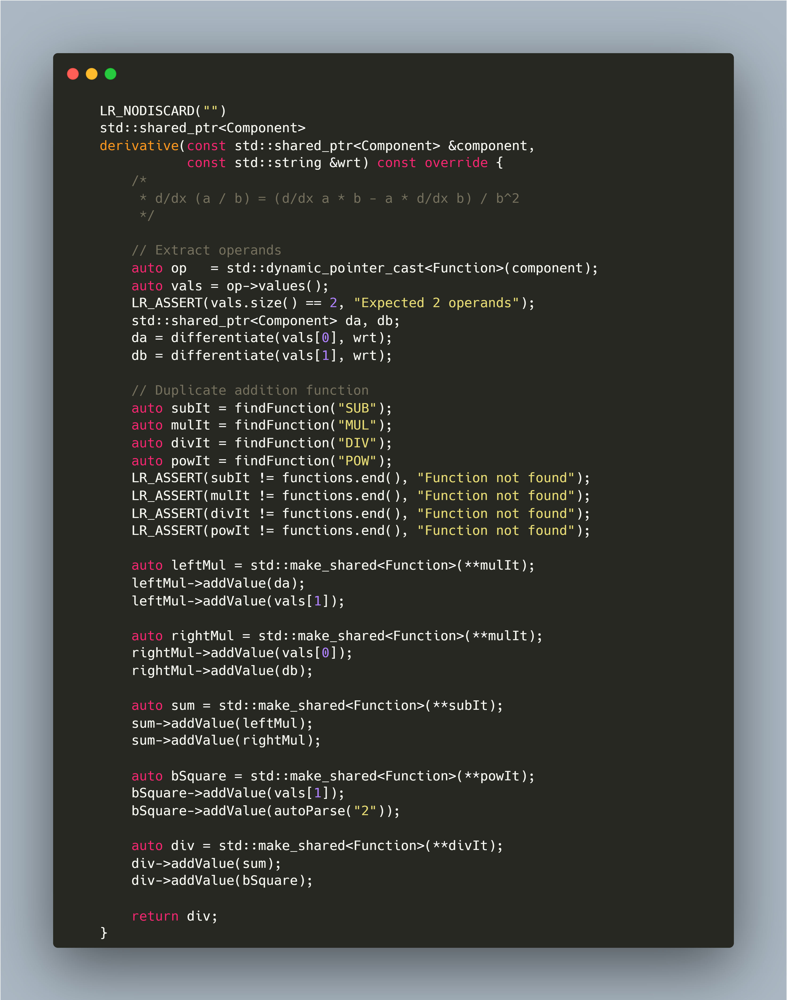 LR_NODISCARD("")
std::shared_ptr<Component>
derivative(const std::shared_ptr<Component> &component,
           const std::string &wrt) const override {
    /*
     * d/dx (a / b) = (d/dx a * b - a * d/dx b) / b^2
     */

    // Extract operands
    auto op   = std::dynamic_pointer_cast<Function>(component);
    auto vals = op->values();
    LR_ASSERT(vals.size() == 2, "Expected 2 operands");
    std::shared_ptr<Component> da, db;
    da = differentiate(vals[0], wrt);
    db = differentiate(vals[1], wrt);

    // Duplicate addition function
    auto subIt = findFunction("SUB");
    auto mulIt = findFunction("MUL");
    auto divIt = findFunction("DIV");
    auto powIt = findFunction("POW");
    LR_ASSERT(subIt != functions.end(), "Function not found");
    LR_ASSERT(mulIt != functions.end(), "Function not found");
    LR_ASSERT(divIt != functions.end(), "Function not found");
    LR_ASSERT(powIt != functions.end(), "Function not found");

    auto leftMul = std::make_shared<Function>(**mulIt);
    leftMul->addValue(da);
    leftMul->addValue(vals[1]);

    auto rightMul = std::make_shared<Function>(**mulIt);
    rightMul->addValue(vals[0]);
    rightMul->addValue(db);

    auto sum = std::make_shared<Function>(**subIt);
    sum->addValue(leftMul);
    sum->addValue(rightMul);

    auto bSquare = std::make_shared<Function>(**powIt);
    bSquare->addValue(vals[1]);
    bSquare->addValue(autoParse("2"));

    auto div = std::make_shared<Function>(**divIt);
    div->addValue(sum);
    div->addValue(bSquare);

    return div;
}